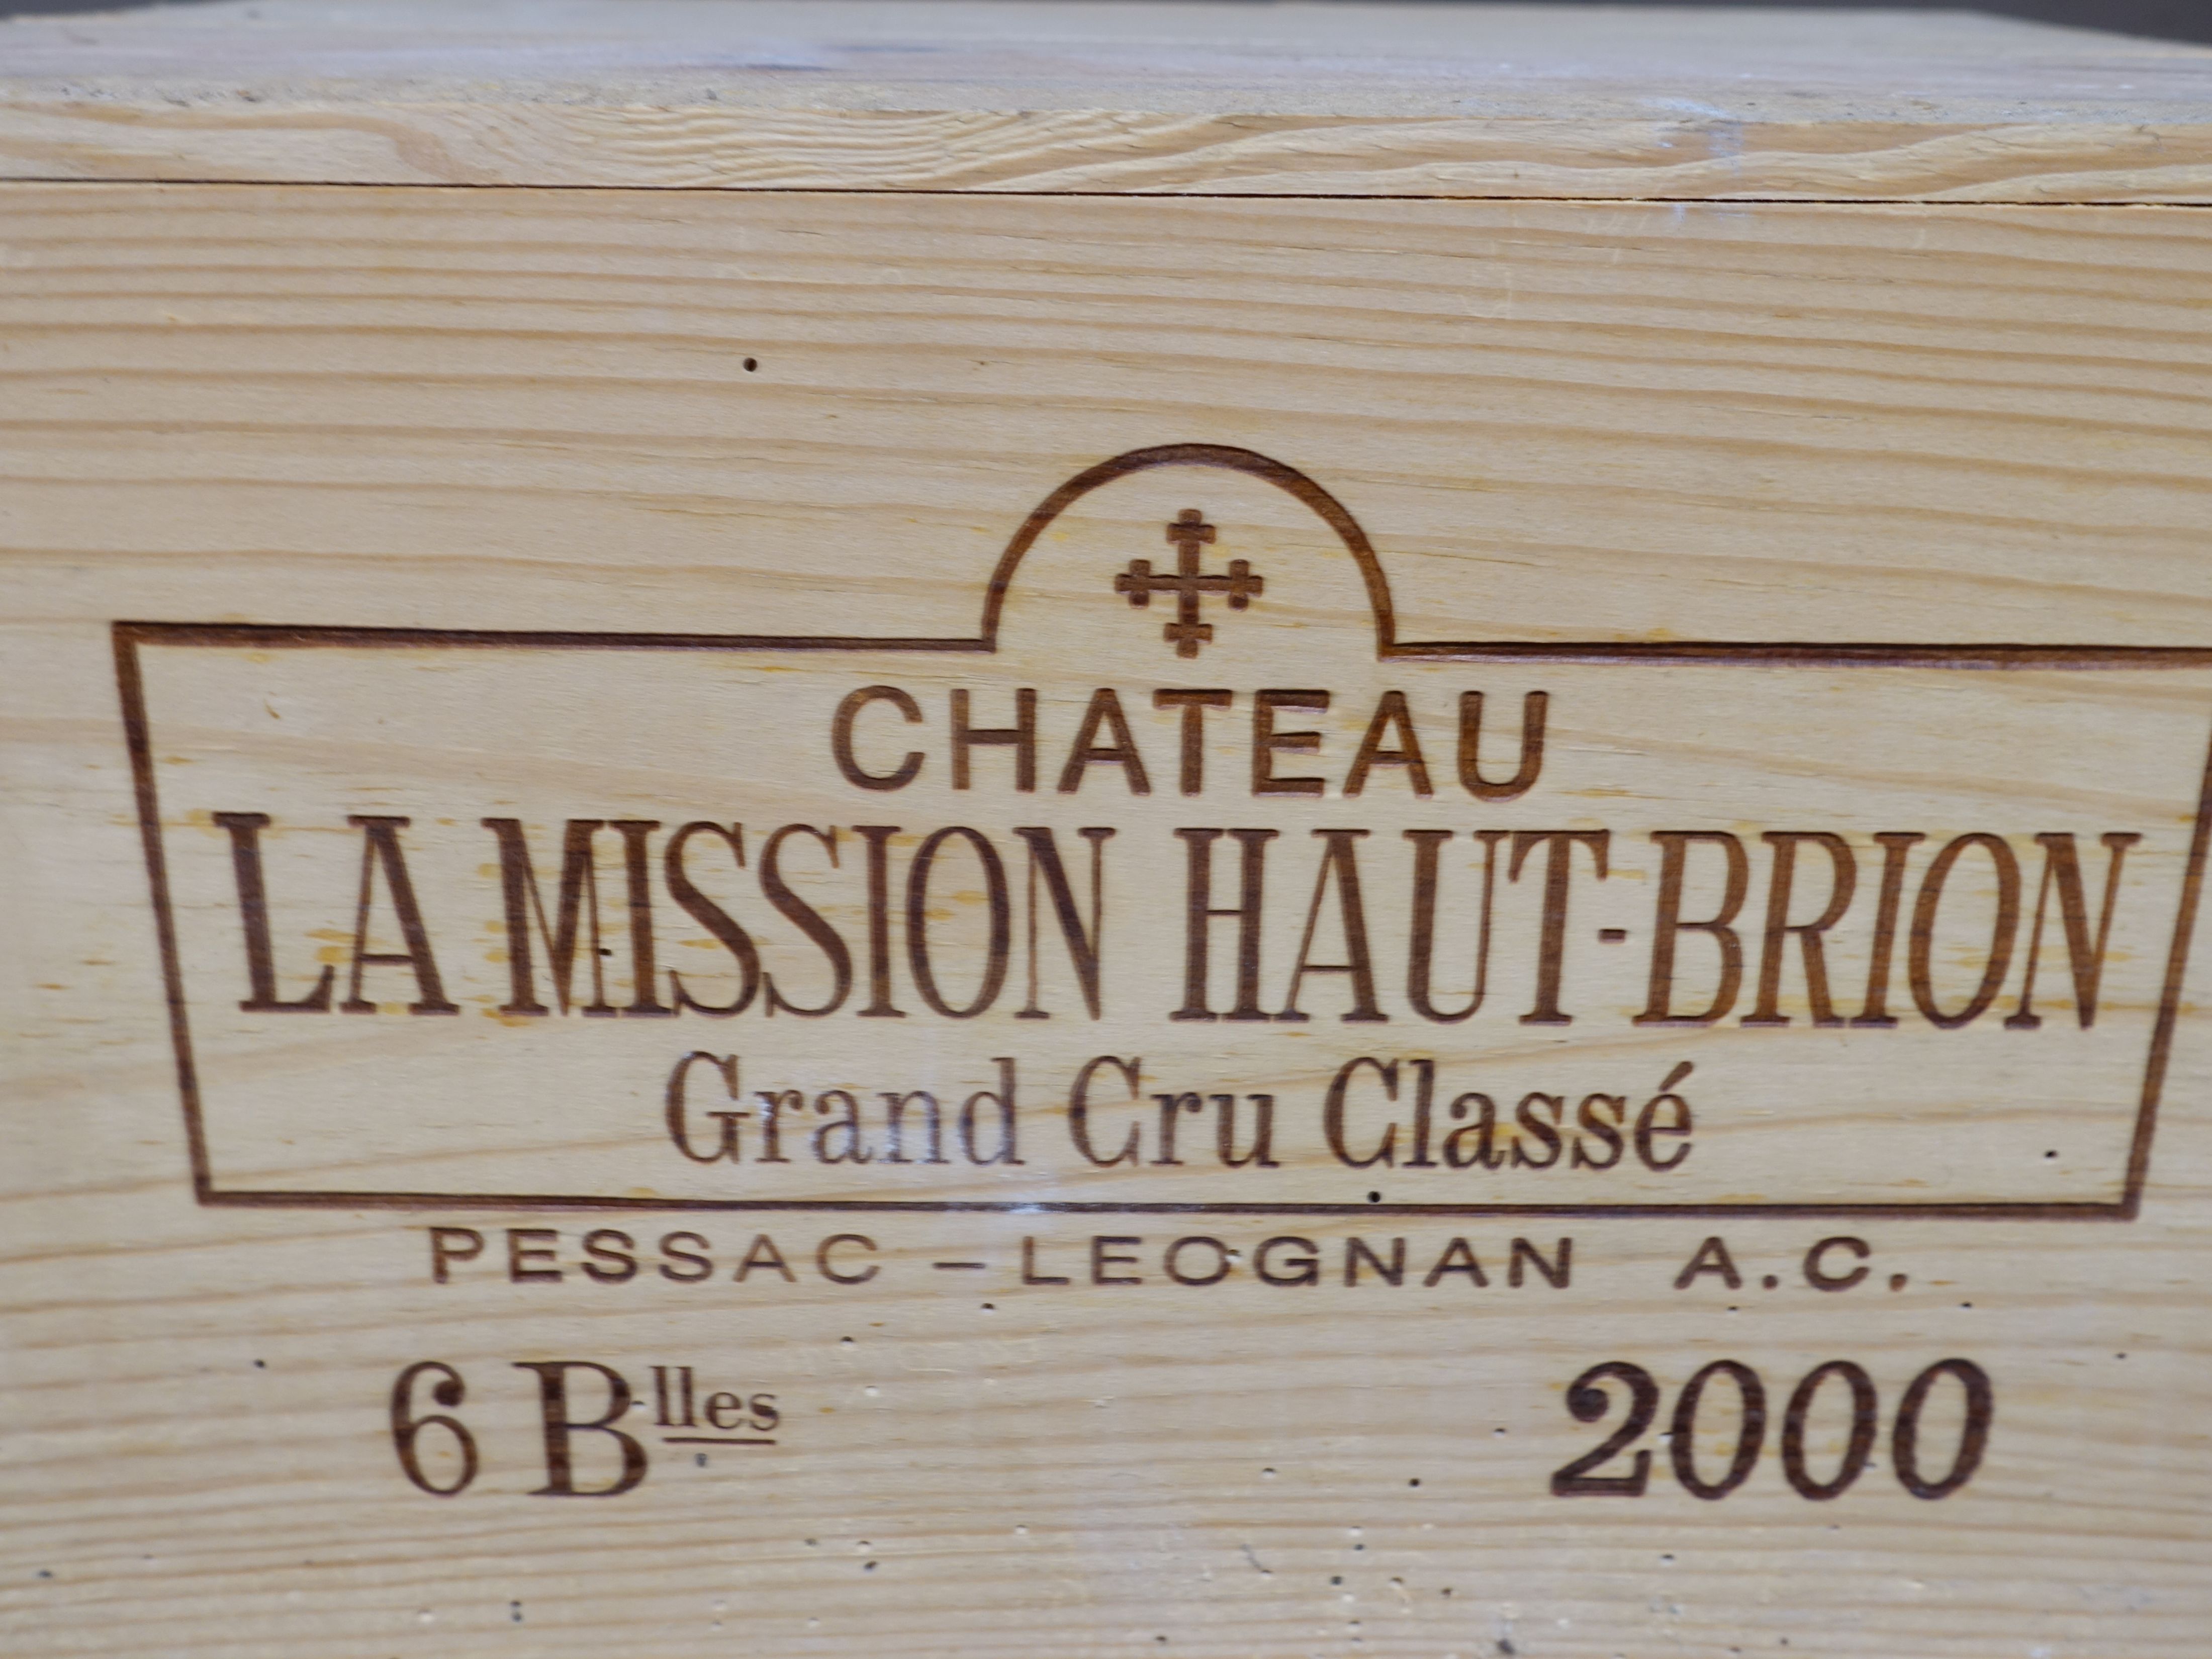 CHATEAU
LA MISSION HAUT-BRION
Grand Cru Classé
PESSAC - LEOGNAN A.C.
6 Blles 2000